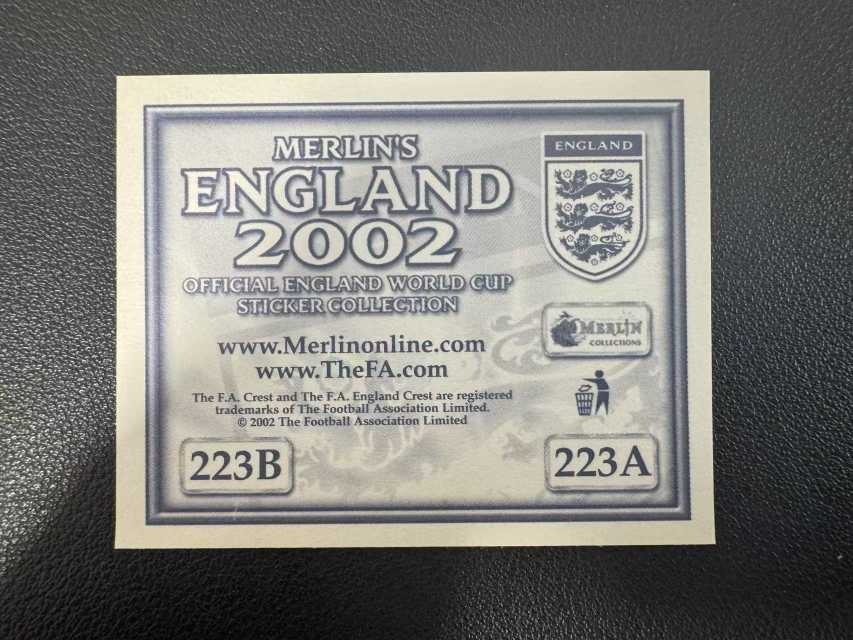 MERLIN'S
ENGLAND
2002
OFFICIAL ENGLAND WORLD CUP
STICKER COLLECTION
ENGLAND
MERLIN
COLLECTIONS
www.Merlinonline.com
www.TheFA.com
The F.A. Crest and The F.A. England Crest are registered
trademarks of The Football Association Limited.
© 2002 The Football Association Limited
223B
223A